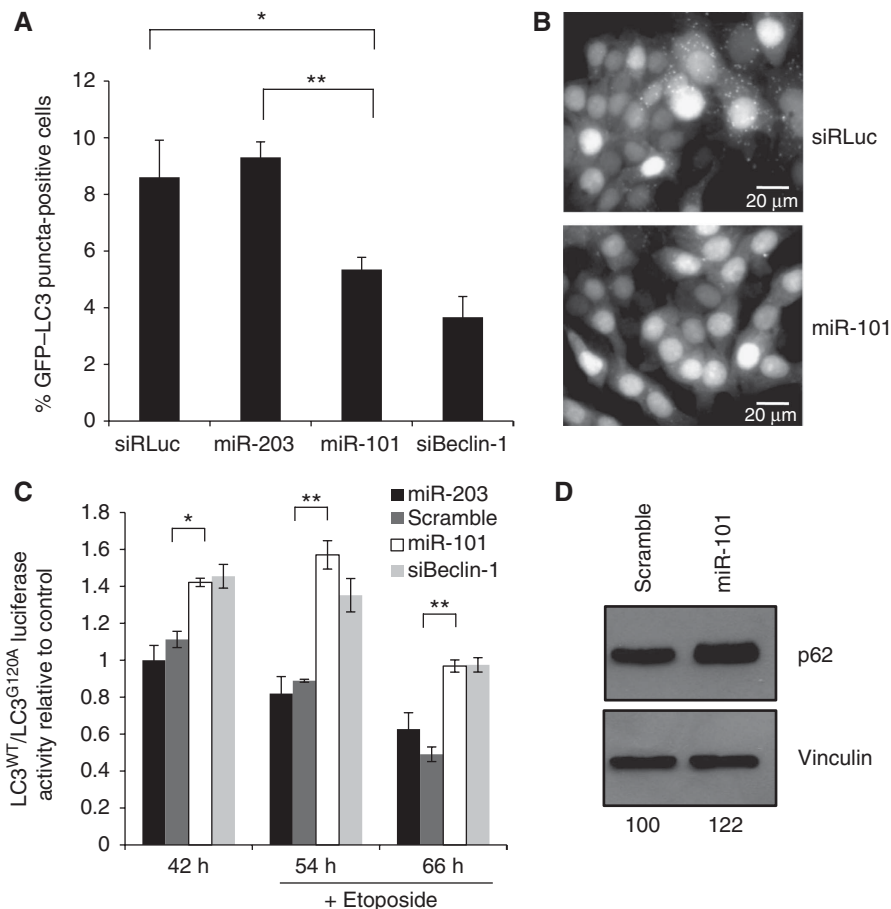 A
*
**
% GFP–LC3 puncta-positive cells
12
10
8
6
4
2
0
siRLuc miR-203 miR-101 siBeclin-1
B
siRLuc
20 μm
miR-101
20 μm
C
LC3WT/LC3G120A luciferase
activity relative to control
1.8
1.6
1.4
1.2
1
0.8
0.6
0.4
0.2
0
*
**
**
miR-203
Scramble
miR-101
siBeclin-1
42 h 54 h 66 h
+ Etoposide
D
Scramble miR-101
p62
Vinculin
100 122